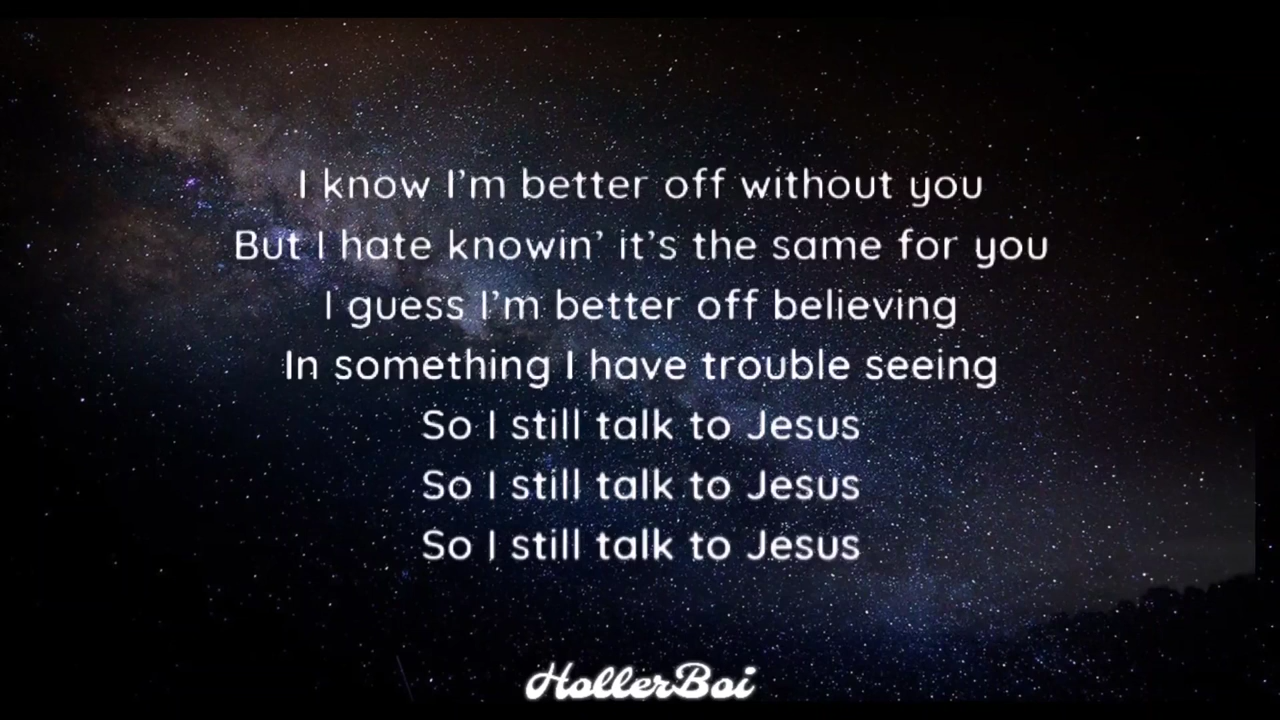 I know I’m better off without you
But I hate knowin’ it’s the same for you
I guess I’m better off believing
In something I have trouble seeing
So I still talk to Jesus
So I still talk to Jesus
So I still talk to Jesus
HollerBoi